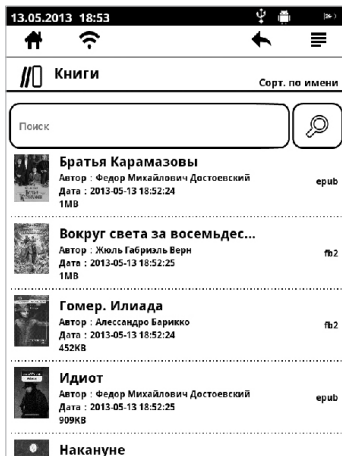 13.05.2013 18:53
Книги
Сорт. по имени
Поиск
Братья Карамазовы
Автор : Федор Михайлович Достоевский
epub
Дата : 2013-05-13 18:52:24
1MB
Вокруг света за восемьдес...
Автор : Жюль Габриэль Верн
fb2
Дата : 2013-05-13 18:52:25
1MB
Гомер. Илиада
Автор : Алессандро Барикко
fb2
Дата : 2013-05-13 18:52:24
452KB
Идиот
Автор : Федор Михайлович Достоевский
epub
Дата : 2013-05-13 18:52:25
909KB
Накануне